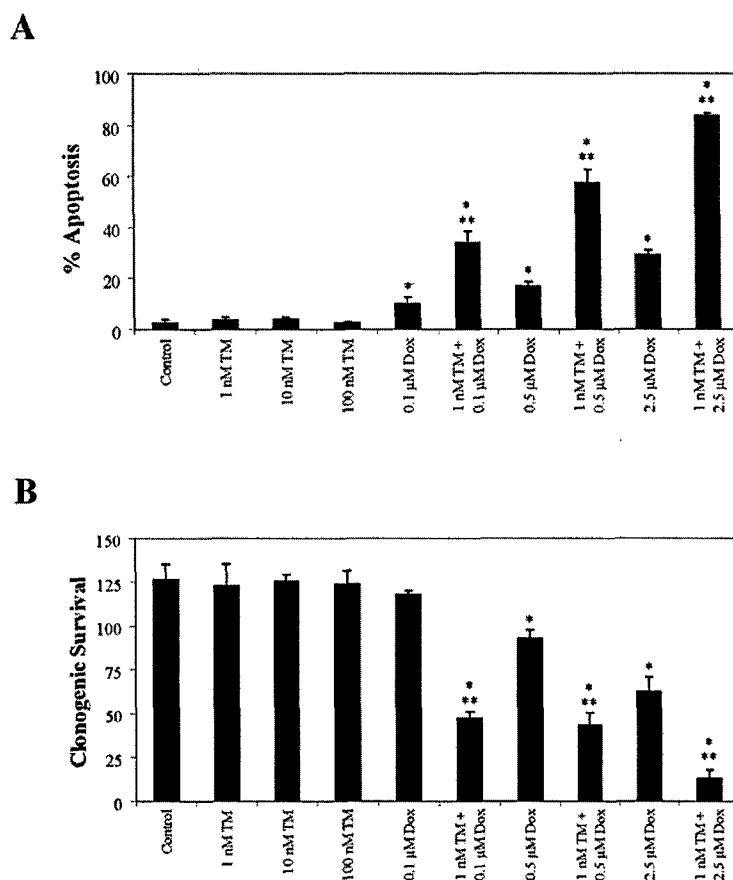 A
100
80
60
40
20
0
% Apoptosis
*
*
**
*
*
**
*
*
**
Control
1 nM TM
10 nM TM
100 nM TM
0.1 µM Dox
1 nM TM +
0.1 µM Dox
0.5 µM Dox
1 nM TM +
0.5 µM Dox
2.5 µM Dox
1 nM TM +
2.5 µM Dox
B
150
125
100
75
50
25
0
Clonogenic Survival
*
**
*
*
**
*
*
**
Control
1 nM TM
10 nM TM
100 nM TM
0.1 µM Dox
1 nM TM +
0.1 µM Dox
0.5 µM Dox
1 nM TM +
0.5 µM Dox
2.5 µM Dox
1 nM TM +
2.5 µM Dox